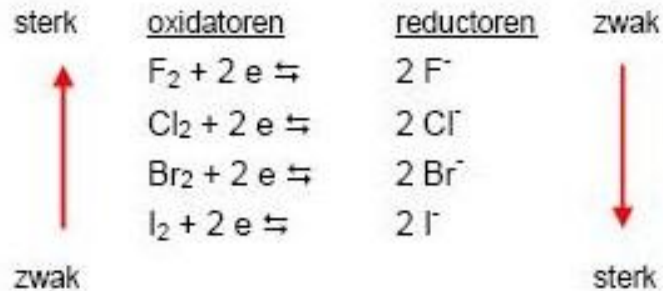 sterk oxidatoren reductoren zwak
F₂ + 2 e ⇆ 2 F⁻
Cl₂ + 2 e ⇆ 2 Cl⁻
Br₂ + 2 e ⇆ 2 Br⁻
I₂ + 2 e ⇆ 2 I⁻
zwak sterk